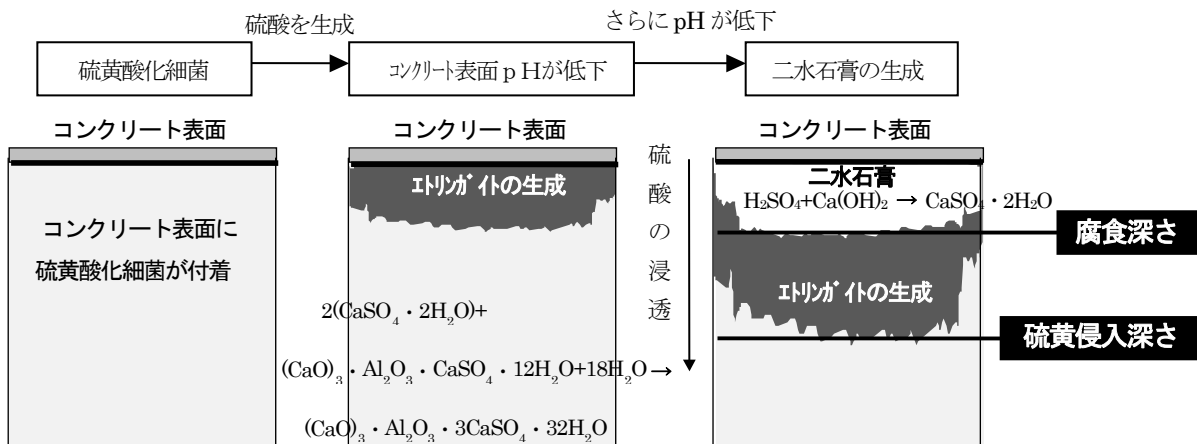 硫酸を生成
さらに pH が低下
硫黄酸化細菌
コンクリート表面ｐHが低下
二水石膏の生成
コンクリート表面
コンクリート表面
コンクリート表面
コンクリート表面に
硫黄酸化細菌が付着
エトリンガイトの生成
2(CaSO₄・2H₂O)+
(CaO)₃・Al₂O₃・CaSO₄・12H₂O+18H₂O→
(CaO)₃・Al₂O₃・3CaSO₄・32H₂O
硫酸の浸透
二水石膏
H₂SO₄+Ca(OH)₂ → CaSO₄・2H₂O
腐食深さ
エトリンガイトの生成
硫黄侵入深さ